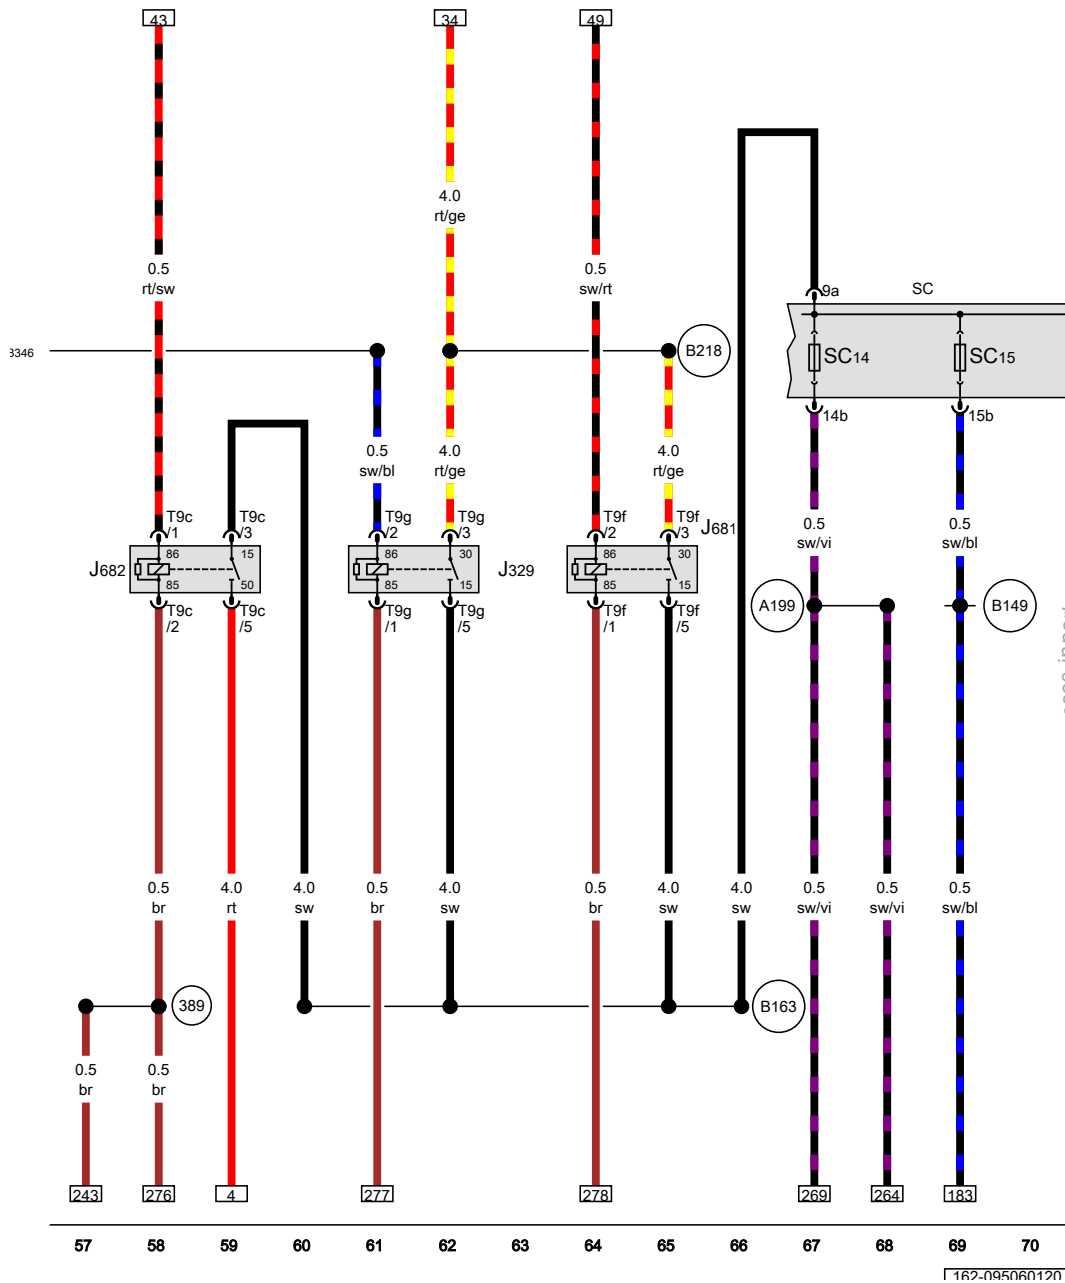 43
34
49
4.0
rt/ge
0.5
rt/sw
0.5
sw/rt
9a
SC
3346
B218
SC14
SC15
14b
15b
0.5
sw/bl
4.0
rt/ge
4.0
rt/ge
T9c
/1
T9c
/3
T9g
/2
T9g
/3
T9f
/2
T9f
/3
J681
0.5
sw/vi
0.5
sw/bl
J682
86
15
85
50
J329
86
30
85
15
86
30
85
15
T9c
/2
T9c
/5
T9g
/1
T9g
/5
T9f
/1
T9f
/5
A199
B149
0.5
br
4.0
rt
4.0
sw
0.5
br
4.0
sw
0.5
br
4.0
sw
4.0
sw
0.5
sw/vi
0.5
sw/vi
0.5
sw/bl
389
B163
0.5
br
0.5
br
243
276
4
277
278
269
264
183
57 58 59 60 61 62 63 64 65 66 67 68 69 70
162-095060120